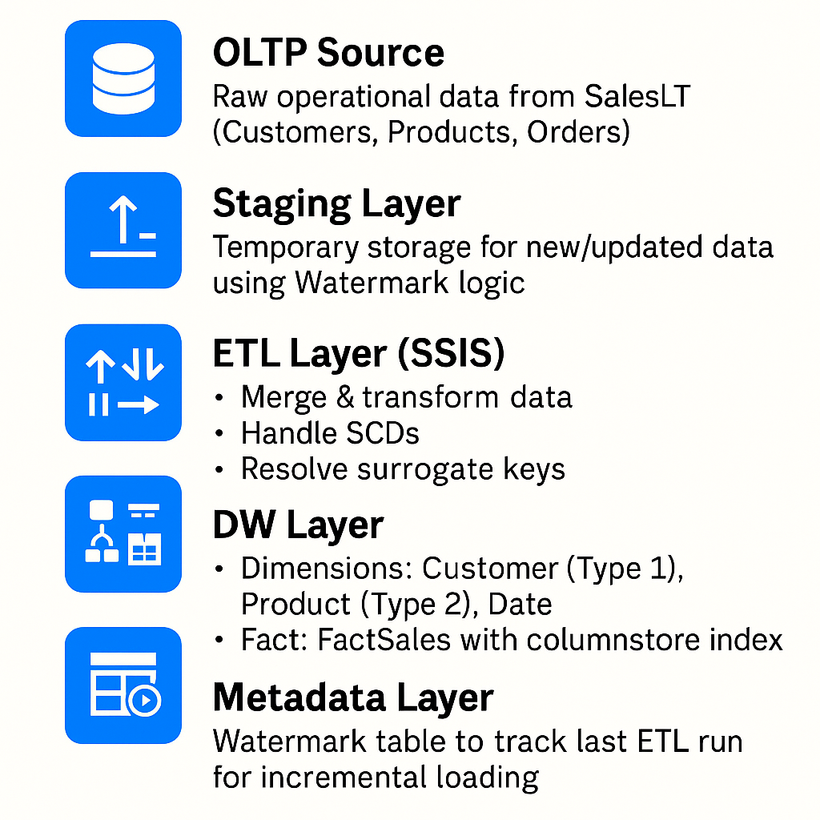 OLTP Source
Raw operational data from SalesLT
(Customers, Products, Orders)
Staging Layer
Temporary storage for new/updated data
using Watermark logic
ETL Layer (SSIS)
• Merge & transform data
• Handle SCDs
• Resolve surrogate keys
DW Layer
• Dimensions: Customer (Type 1),
Product (Type 2), Date
• Fact: FactSales with columnstore index
Metadata Layer
Watermark table to track last ETL run
for incremental loading